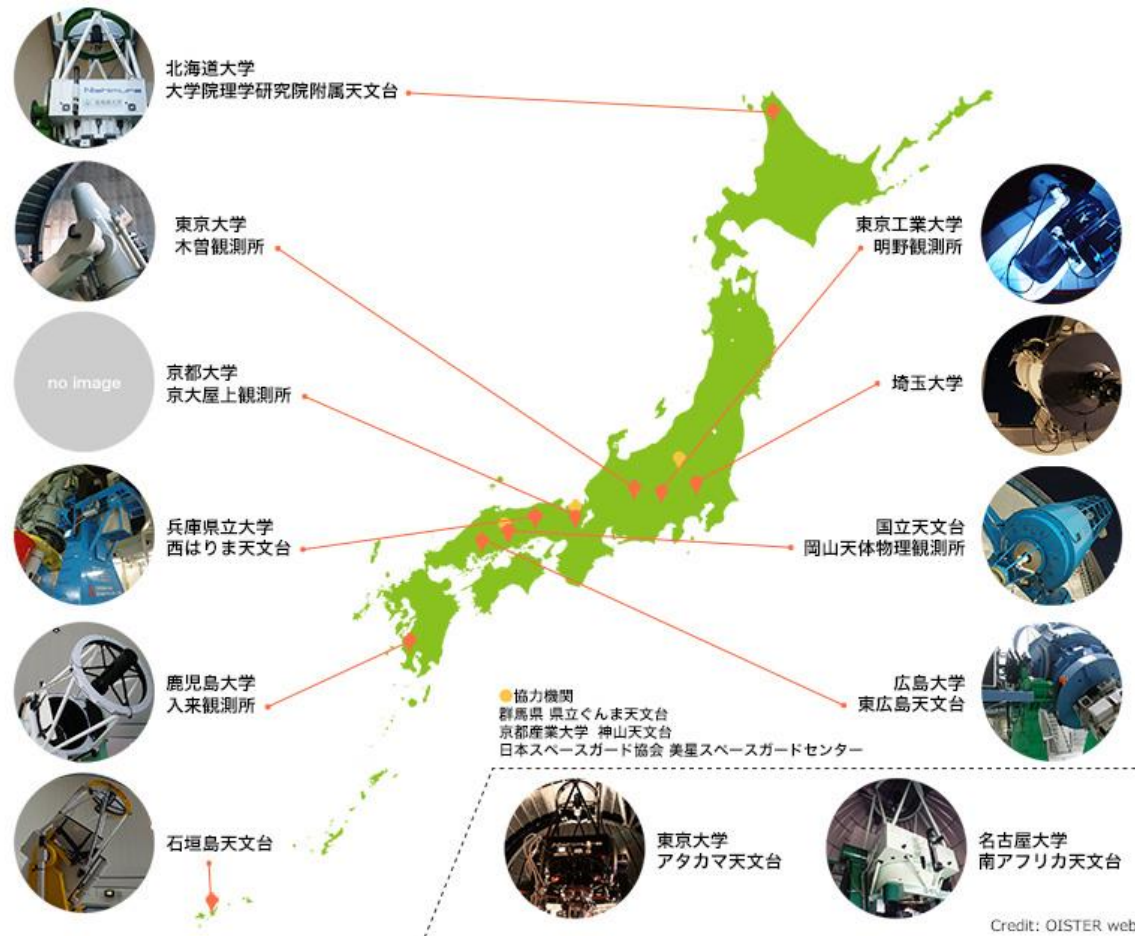 北海道大学
大学院理学研究院附属天文台
東京大学
木曽観測所
no image
京都大学
京大屋上観測所
兵庫県立大学
西はりま天文台
鹿児島大学
入来観測所
石垣島天文台
東京工業大学
明野観測所
埼玉大学
国立天文台
岡山天体物理観測所
広島大学
東広島天文台
協力機関
群馬県 県立ぐんま天文台
京都産業大学 神山天文台
日本スペースガード協会 美星スペースガードセンター
東京大学
アタカマ天文台
名古屋大学
南アフリカ天文台
Credit: OISTER web